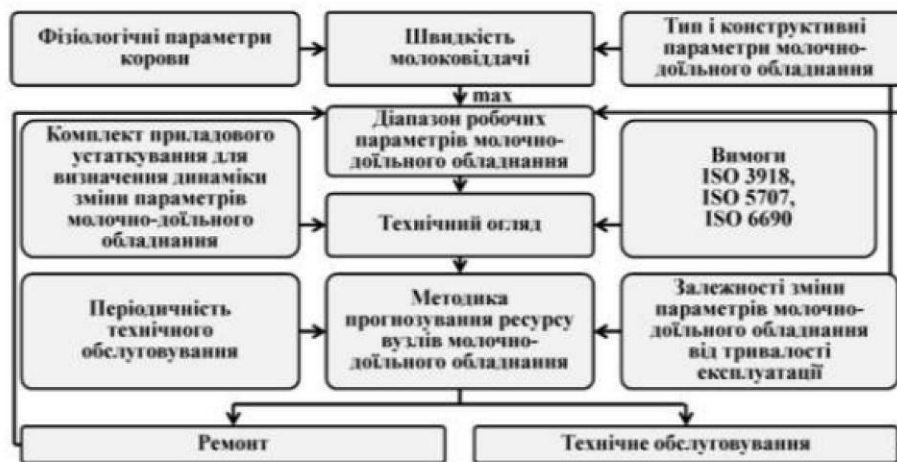 Фізіологічні параметри
корови
Швидкість
молоковіддачі
Тип і конструктивні
параметри молочно-
доїльного обладнання
max
Комплект приладового
устаткування для
визначення динаміки
зміни параметрів
молочно-доїльного
обладнання
Діапазон робочих
параметрів молочно-
доїльного обладнання
Вимоги
ISO 3918,
ISO 5707,
ISO 6690
Технічний огляд
Періодичність
технічного
обслуговування
Методика
прогнозування ресурсу
вузлів молочно-
доїльного обладнання
Залежності зміни
параметрів молочно-
доїльного обладнання
від тривалості
експлуатації
Ремонт
Технічне обслуговування